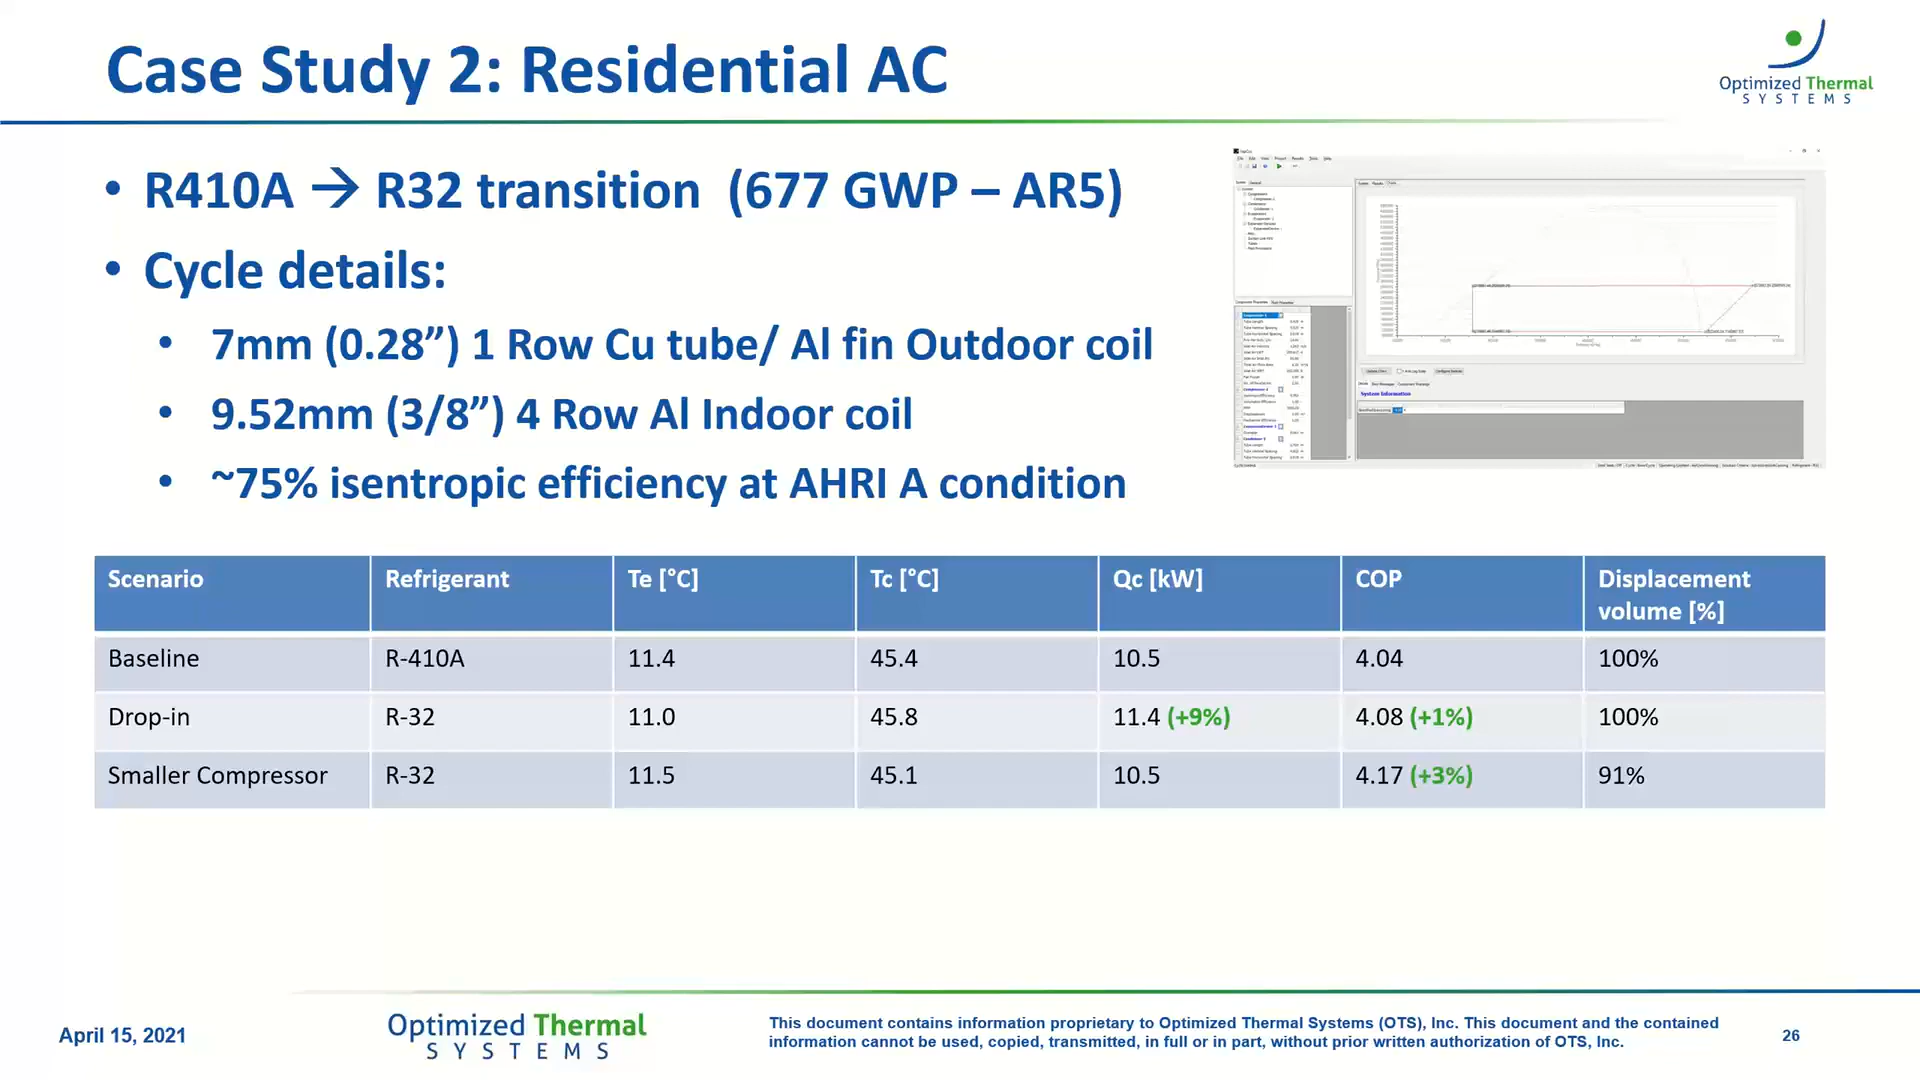 Case Study 2: Residential AC
Optimized Thermal
SYSTEMS
• R410A → R32 transition (677 GWP – AR5)
• Cycle details:
• 7mm (0.28”) 1 Row Cu tube/ Al fin Outdoor coil
• 9.52mm (3/8”) 4 Row Al Indoor coil
• ~75% isentropic efficiency at AHRI A condition
System Information
Scenario Refrigerant Te [°C] Tc [°C] Qc [kW] COP Displacement volume [%]
Baseline R-410A 11.4 45.4 10.5 4.04 100%
Drop-in R-32 11.0 45.8 11.4 (+9%) 4.08 (+1%) 100%
Smaller Compressor R-32 11.5 45.1 10.5 4.17 (+3%) 91%
April 15, 2021
Optimized Thermal
SYSTEMS
This document contains information proprietary to Optimized Thermal Systems (OTS), Inc. This document and the contained
information cannot be used, copied, transmitted, in full or in part, without prior written authorization of OTS, Inc.
26